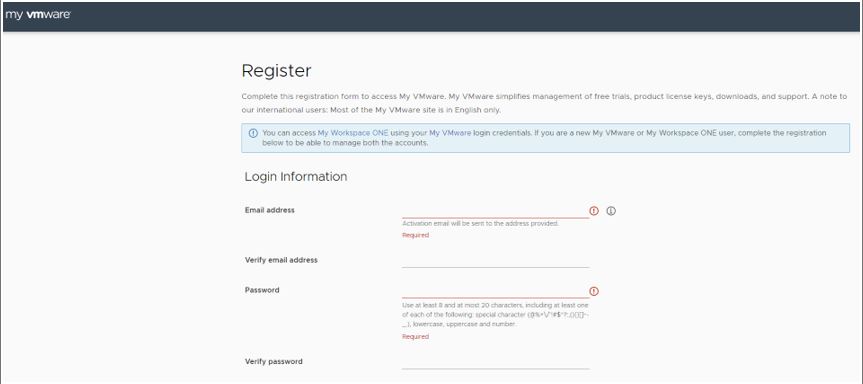 my vmware
Register
Complete this registration form to access My VMware. My VMware simplifies management of free trials, product license keys, downloads, and support. A note to
our international users: Most of the My VMware site is in English only.
You can access My Workspace ONE using your My VMware login credentials. If you are a new My VMware or My Workspace ONE user, complete the registration
below to be able to manage both the accounts.
Login Information
Email address
Activation email will be sent to the address provided.
Required
Verify email address
Password
Use at least 8 and at most 20 characters, including at least one
of each of the following: special character
lowercase, uppercase and number.
Required
Verify password